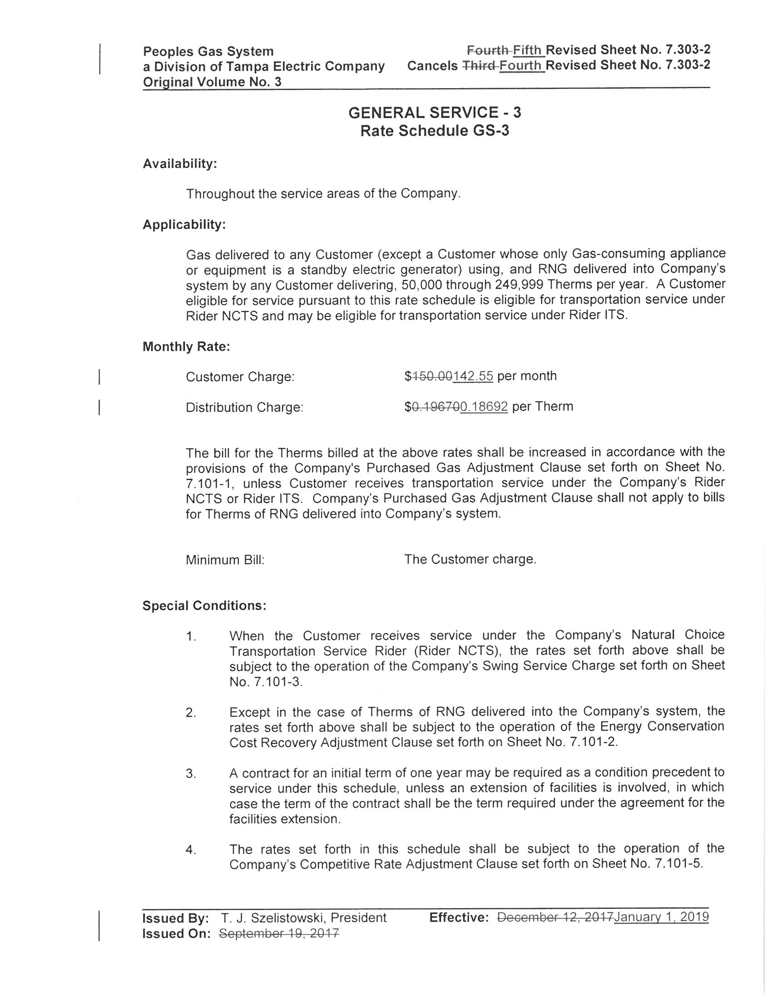 Peoples Gas System
a Division of Tampa Electric Company
Original Volume No. 3
Fourth Fifth Revised Sheet No. 7.303-2
Cancels Third Fourth Revised Sheet No. 7.303-2
GENERAL SERVICE - 3
Rate Schedule GS-3
Availability:
Throughout the service areas of the Company.
Applicability:
Gas delivered to any Customer (except a Customer whose only Gas-consuming appliance
or equipment is a standby electric generator) using, and RNG delivered into Company's
system by any Customer delivering, 50,000 through 249,999 Therms per year. A Customer
eligible for service pursuant to this rate schedule is eligible for transportation service under
Rider NCTS and may be eligible for transportation service under Rider ITS.
Monthly Rate:
Customer Charge: $150.00142.55 per month
Distribution Charge: $0.196700.18692 per Therm
The bill for the Therms billed at the above rates shall be increased in accordance with the
provisions of the Company's Purchased Gas Adjustment Clause set forth on Sheet No.
7.101-1, unless Customer receives transportation service under the Company's Rider
NCTS or Rider ITS. Company's Purchased Gas Adjustment Clause shall not apply to bills
for Therms of RNG delivered into Company's system.
Minimum Bill: The Customer charge.
Special Conditions:
1. When the Customer receives service under the Company's Natural Choice
Transportation Service Rider (Rider NCTS), the rates set forth above shall be
subject to the operation of the Company's Swing Service Charge set forth on Sheet
No. 7.101-3.
2. Except in the case of Therms of RNG delivered into the Company's system, the
rates set forth above shall be subject to the operation of the Energy Conservation
Cost Recovery Adjustment Clause set forth on Sheet No. 7.101-2.
3. A contract for an initial term of one year may be required as a condition precedent to
service under this schedule, unless an extension of facilities is involved, in which
case the term of the contract shall be the term required under the agreement for the
facilities extension.
4. The rates set forth in this schedule shall be subject to the operation of the
Company's Competitive Rate Adjustment Clause set forth on Sheet No. 7.101-5.
Issued By: T. J. Szelistowski, President Effective: December 12, 2017January 1, 2019
Issued On: September 19, 2017